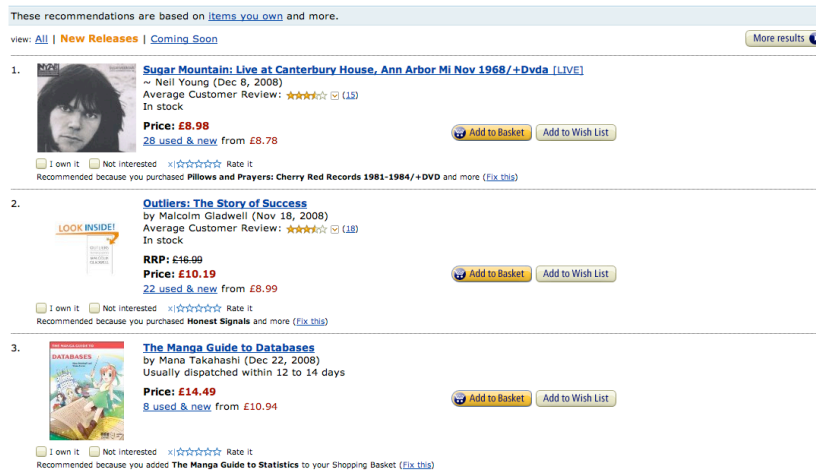 These recommendations are based on items you own and more.
view: All | New Releases | Coming Soon
More results
1.
Sugar Mountain: Live at Canterbury House, Ann Arbor Mi Nov 1968/+Dvda [LIVE]
~ Neil Young (Dec 8, 2008)
Average Customer Review: (15)
In stock
Price: £8.98
28 used & new from £8.78
Add to Basket Add to Wish List
I own it Not interested x| Rate it
Recommended because you purchased Pillows and Prayers: Cherry Red Records 1981-1984/+DVD and more (Fix this)
2.
LOOK INSIDE!
Outliers: The Story of Success
by Malcolm Gladwell (Nov 18, 2008)
Average Customer Review: (18)
In stock
RRP: £16.99
Price: £10.19
22 used & new from £8.99
Add to Basket Add to Wish List
I own it Not interested x| Rate it
Recommended because you purchased Honest Signals and more (Fix this)
3.
THE MANGA GUIDE TO
DATABASES
The Manga Guide to Databases
by Mana Takahashi (Dec 22, 2008)
Usually dispatched within 12 to 14 days
Price: £14.49
8 used & new from £10.94
Add to Basket Add to Wish List
I own it Not interested x| Rate it
Recommended because you added The Manga Guide to Statistics to your Shopping Basket (Fix this)